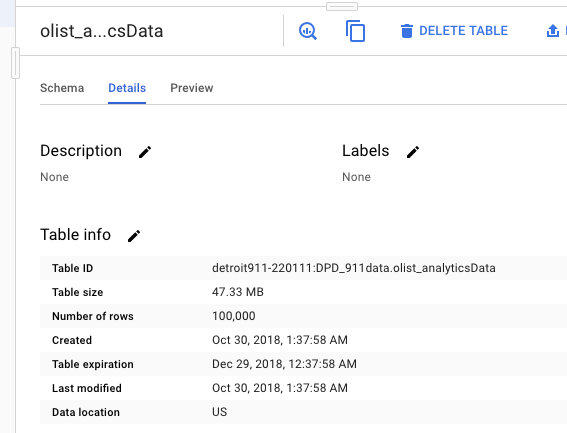 olist_a...csData DELETE TABLE
Schema Details Preview
Description Labels
None None
Table info
Table ID detroit911-220111:DPD_911data.olist_analyticsData
Table size 47.33 MB
Number of rows 100,000
Created Oct 30, 2018, 1:37:58 AM
Table expiration Dec 29, 2018, 12:37:58 AM
Last modified Oct 30, 2018, 1:37:58 AM
Data location US